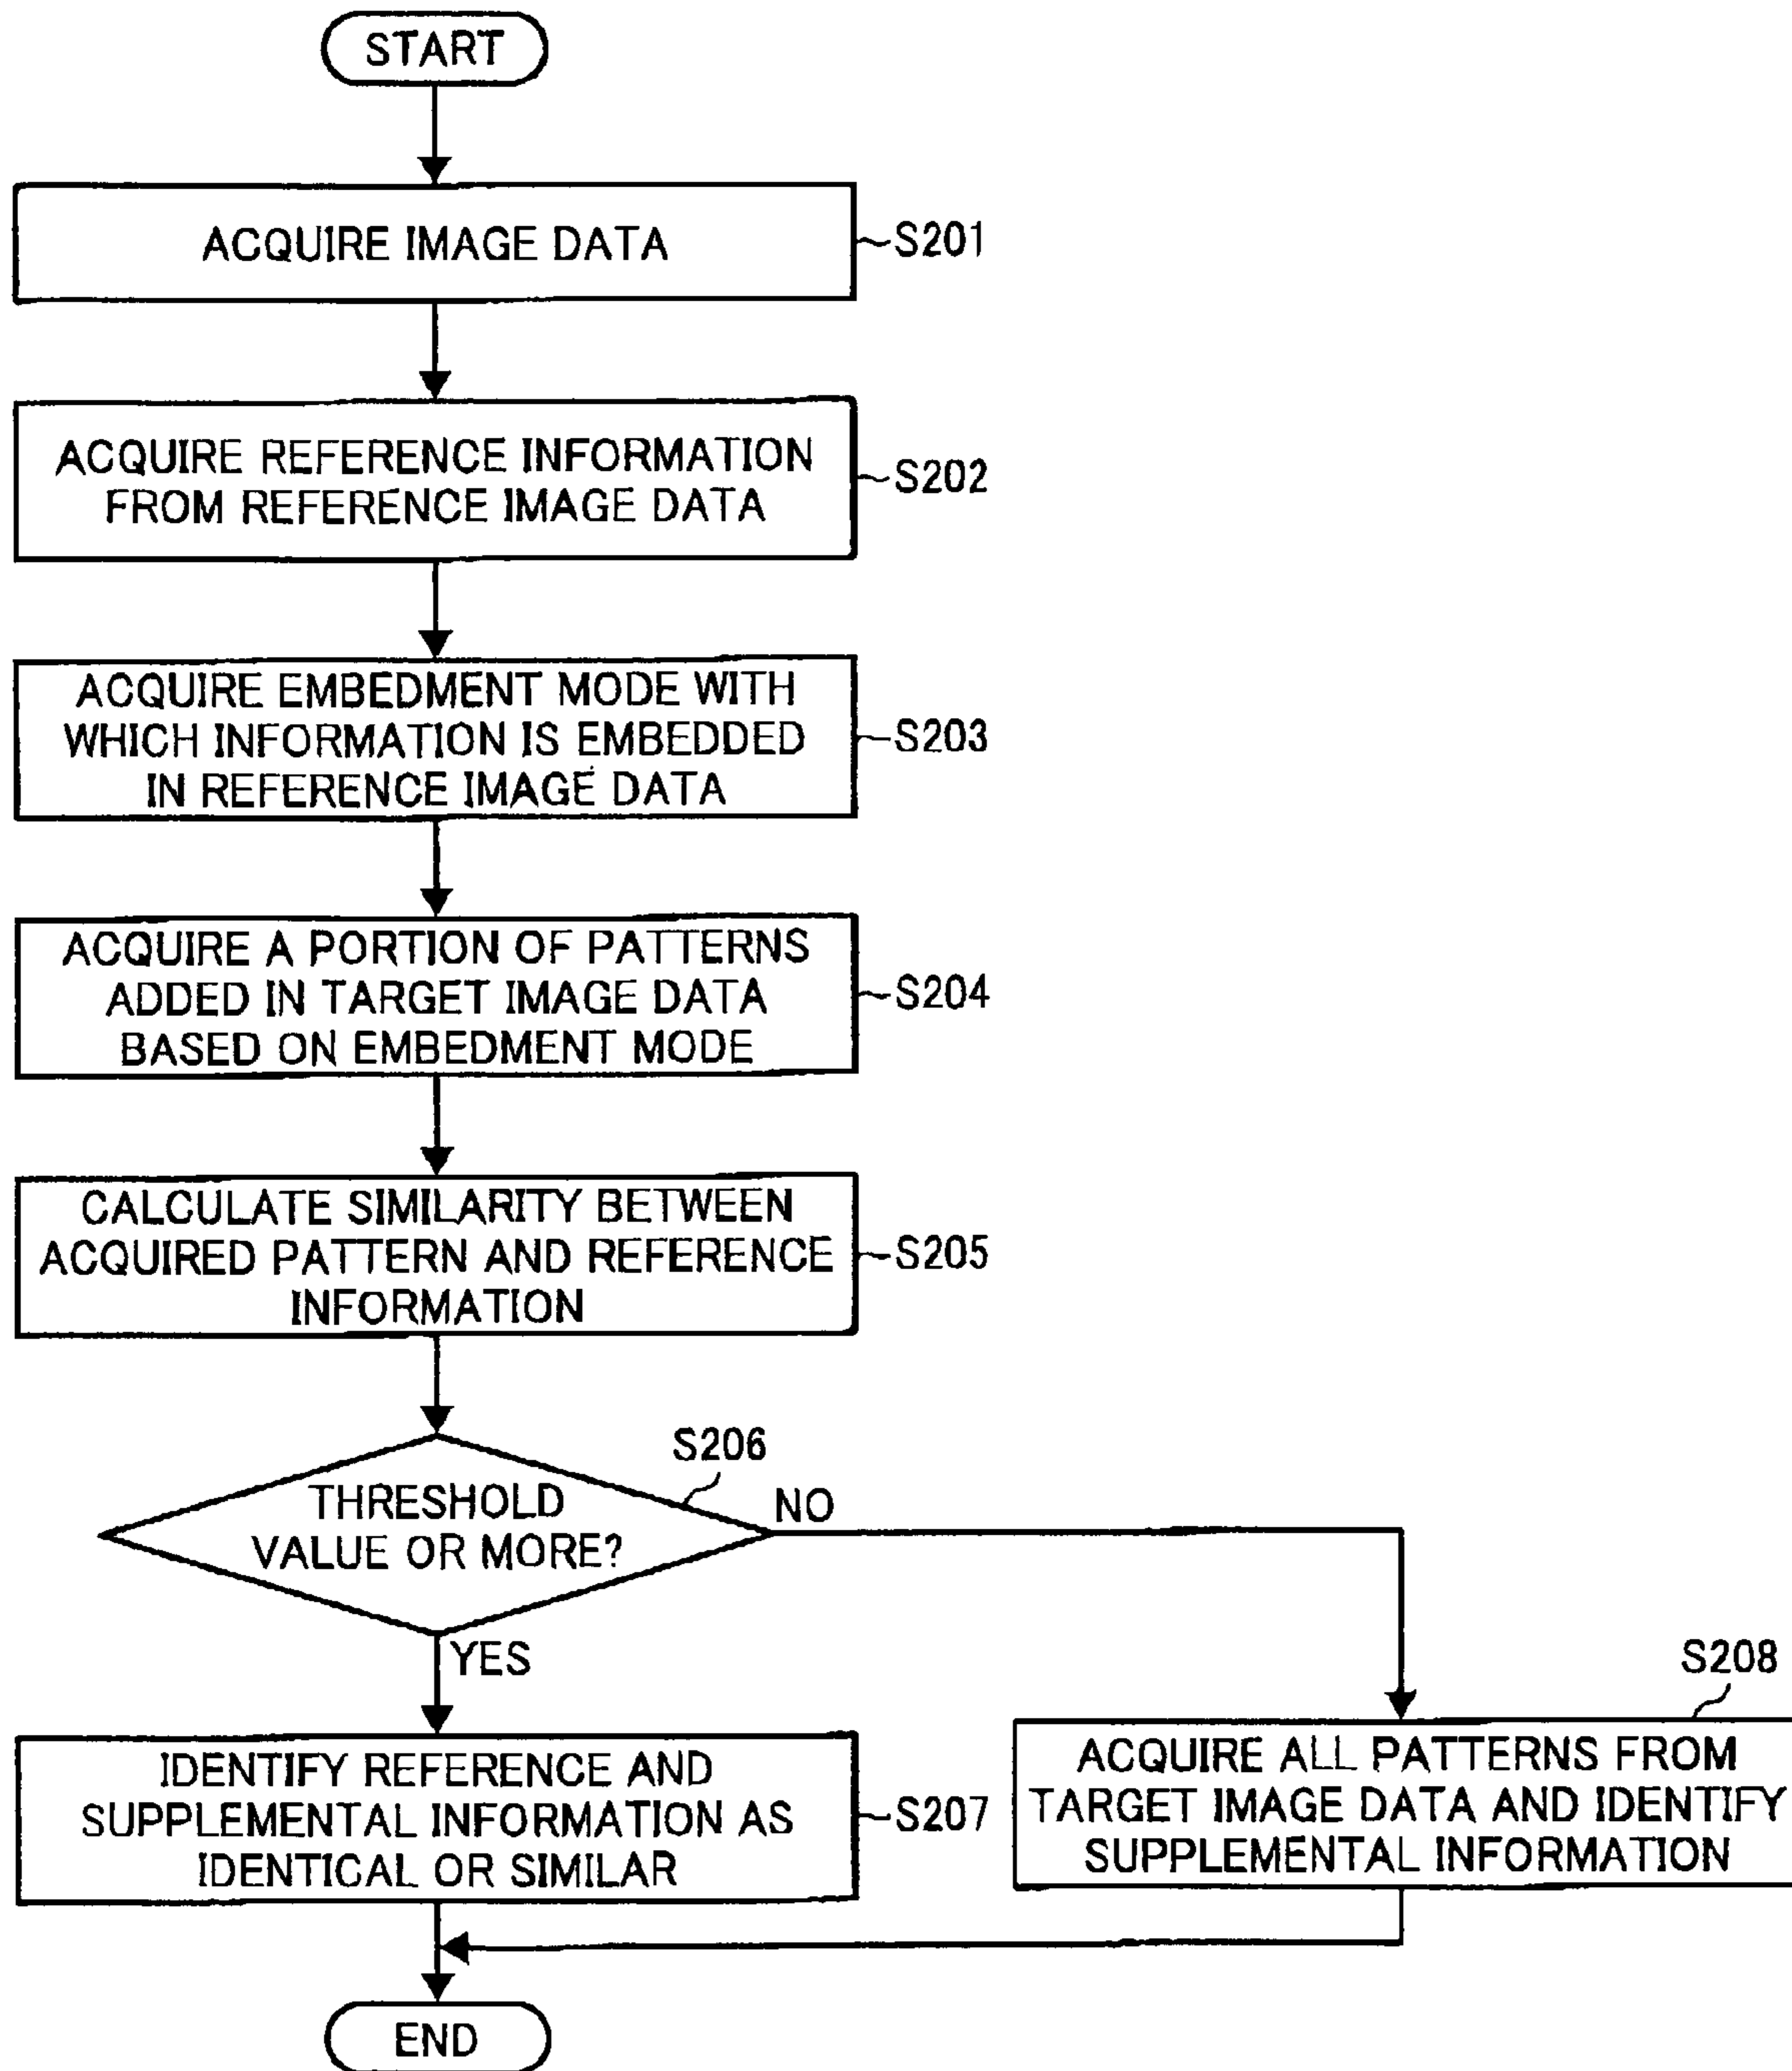 START
ACQUIRE IMAGE DATA
S201
ACQUIRE REFERENCE INFORMATION
FROM REFERENCE IMAGE DATA
S202
ACQUIRE EMBEDMENT MODE WITH
WHICH INFORMATION IS EMBEDDED
IN REFERENCE IMAGE DATA
S203
ACQUIRE A PORTION OF PATTERNS
ADDED IN TARGET IMAGE DATA
BASED ON EMBEDMENT MODE
S204
CALCULATE SIMILARITY BETWEEN
ACQUIRED PATTERN AND REFERENCE
INFORMATION
S205
S206
THRESHOLD
VALUE OR MORE?
NO
YES
IDENTIFY REFERENCE AND
SUPPLEMENTAL INFORMATION AS
IDENTICAL OR SIMILAR
S207
S208
ACQUIRE ALL PATTERNS FROM
TARGET IMAGE DATA AND IDENTIFY
SUPPLEMENTAL INFORMATION
END